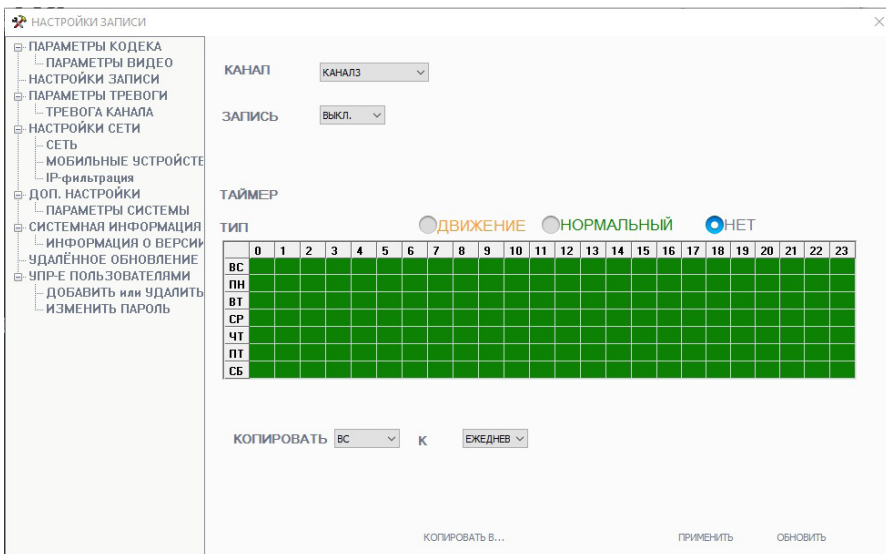 НАСТРОЙКИ ЗАПИСИ
ПАРАМЕТРЫ КОДЕКА
ПАРАМЕТРЫ ВИДЕО
НАСТРОЙКИ ЗАПИСИ
ПАРАМЕТРЫ ТРЕВОГИ
ТРЕВОГА КАНАЛА
НАСТРОЙКИ СЕТИ
СЕТЬ
МОБИЛЬНЫЕ УСТРОЙСТЕ
IP-фильтрация
ДОП. НАСТРОЙКИ
ПАРАМЕТРЫ СИСТЕМЫ
СИСТЕМНАЯ ИНФОРМАЦИЯ
ИНФОРМАЦИЯ О ВЕРСИИ
УДАЛЁННОЕ ОБНОВЛЕНИЕ
УПР-Е ПОЛЬЗОВАТЕЛЯМИ
ДОБАВИТЬ или УДАЛИТЬ
ИЗМЕНИТЬ ПАРОЛЬ
КАНАЛ КАНАЛ3
ЗАПИСЬ ВЫКЛ.
ТАЙМЕР
ТИП ДВИЖЕНИЕ НОРМАЛЬНЫЙ НЕТ
0 1 2 3 4 5 6 7 8 9 10 11 12 13 14 15 16 17 18 19 20 21 22 23
ВС
ПН
ВТ
СР
ЧТ
ПТ
СБ
КОПИРОВАТЬ ВС К ЕЖЕДНЕВ
КОПИРОВАТЬ В... ПРИМЕНИТЬ ОБНОВИТЬ